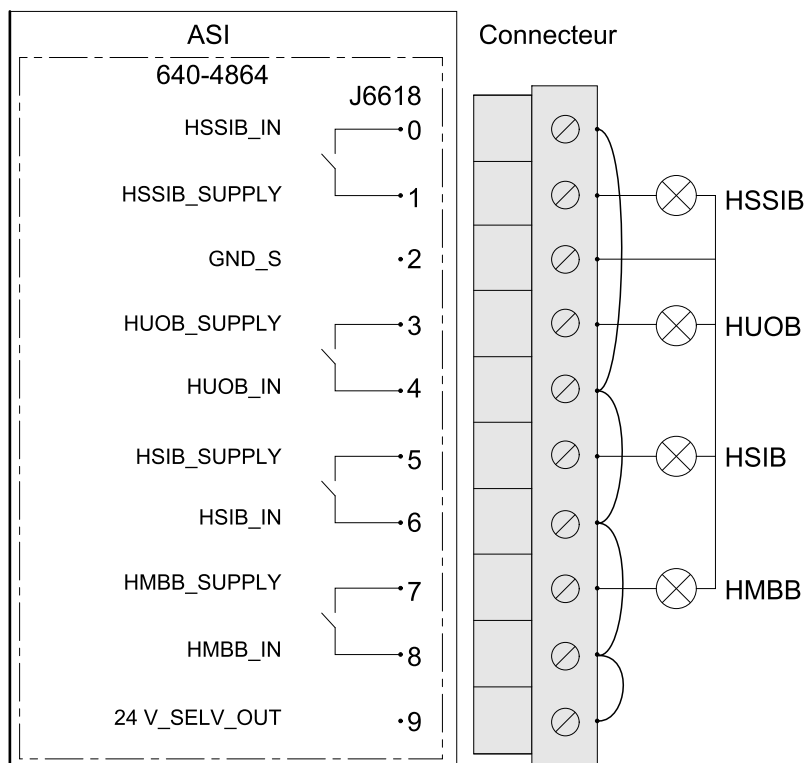 ASI
Connecteur
640-4864
J6618
HSSIB_IN
0
HSSIB_SUPPLY
1
HSSIB
GND_S
2
HUOB_SUPPLY
3
HUOB
HUOB_IN
4
HSIB_SUPPLY
5
HSIB
HSIB_IN
6
HMBB_SUPPLY
7
HMBB
HMBB_IN
8
24 V_SELV_OUT
9